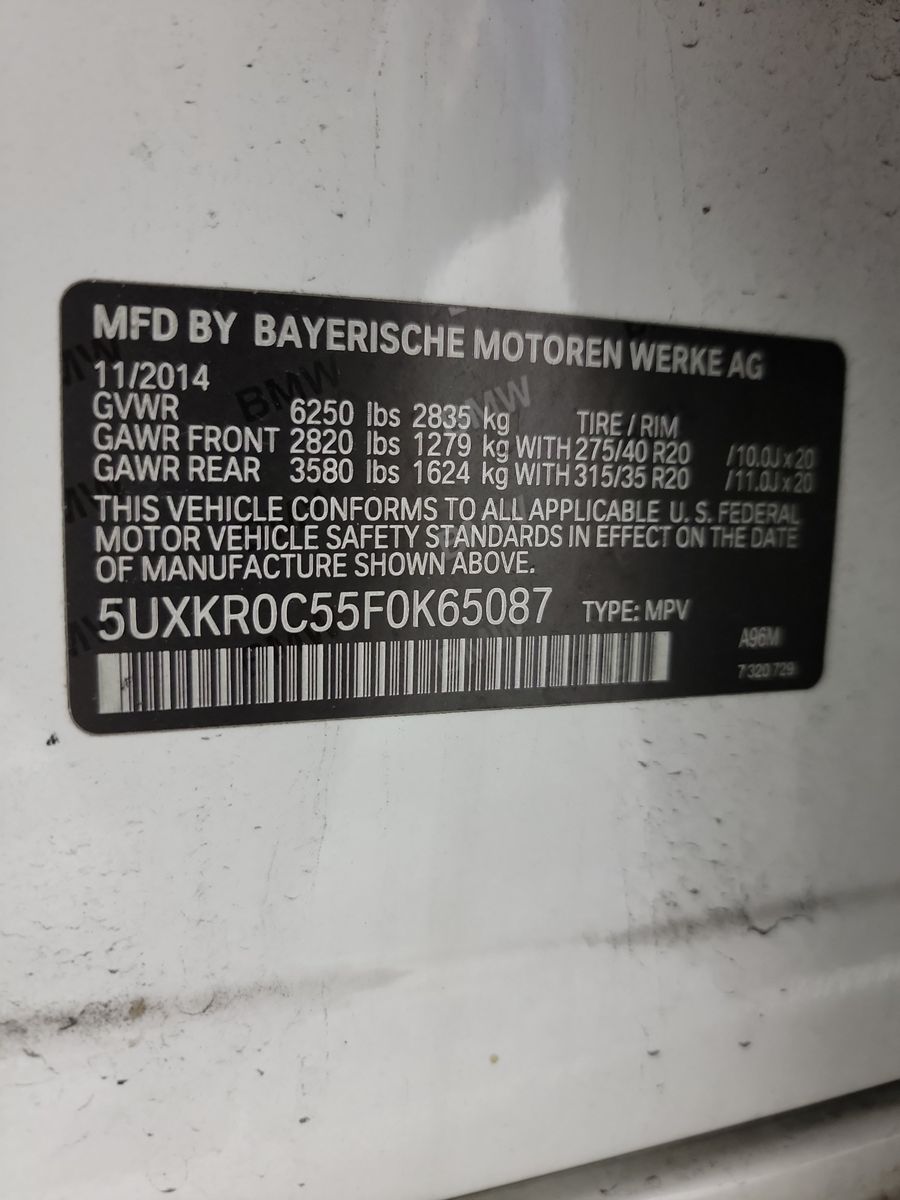 MFD BY BAYERISCHE MOTOREN WERKE AG
11/2014
GVWR 6250 lbs 2835 kg TIRE / RIM
GAWR FRONT 2820 lbs 1279 kg WITH 275/40 R20 /10.0J x 20
GAWR REAR 3580 lbs 1624 kg WITH 315/35 R20 /11.0J x 20
THIS VEHICLE CONFORMS TO ALL APPLICABLE U. S. FEDERAL
MOTOR VEHICLE SAFETY STANDARDS IN EFFECT ON THE DATE
OF MANUFACTURE SHOWN ABOVE.
5UXKR0C55F0K65087 TYPE: MPV
A96M
7 320 729